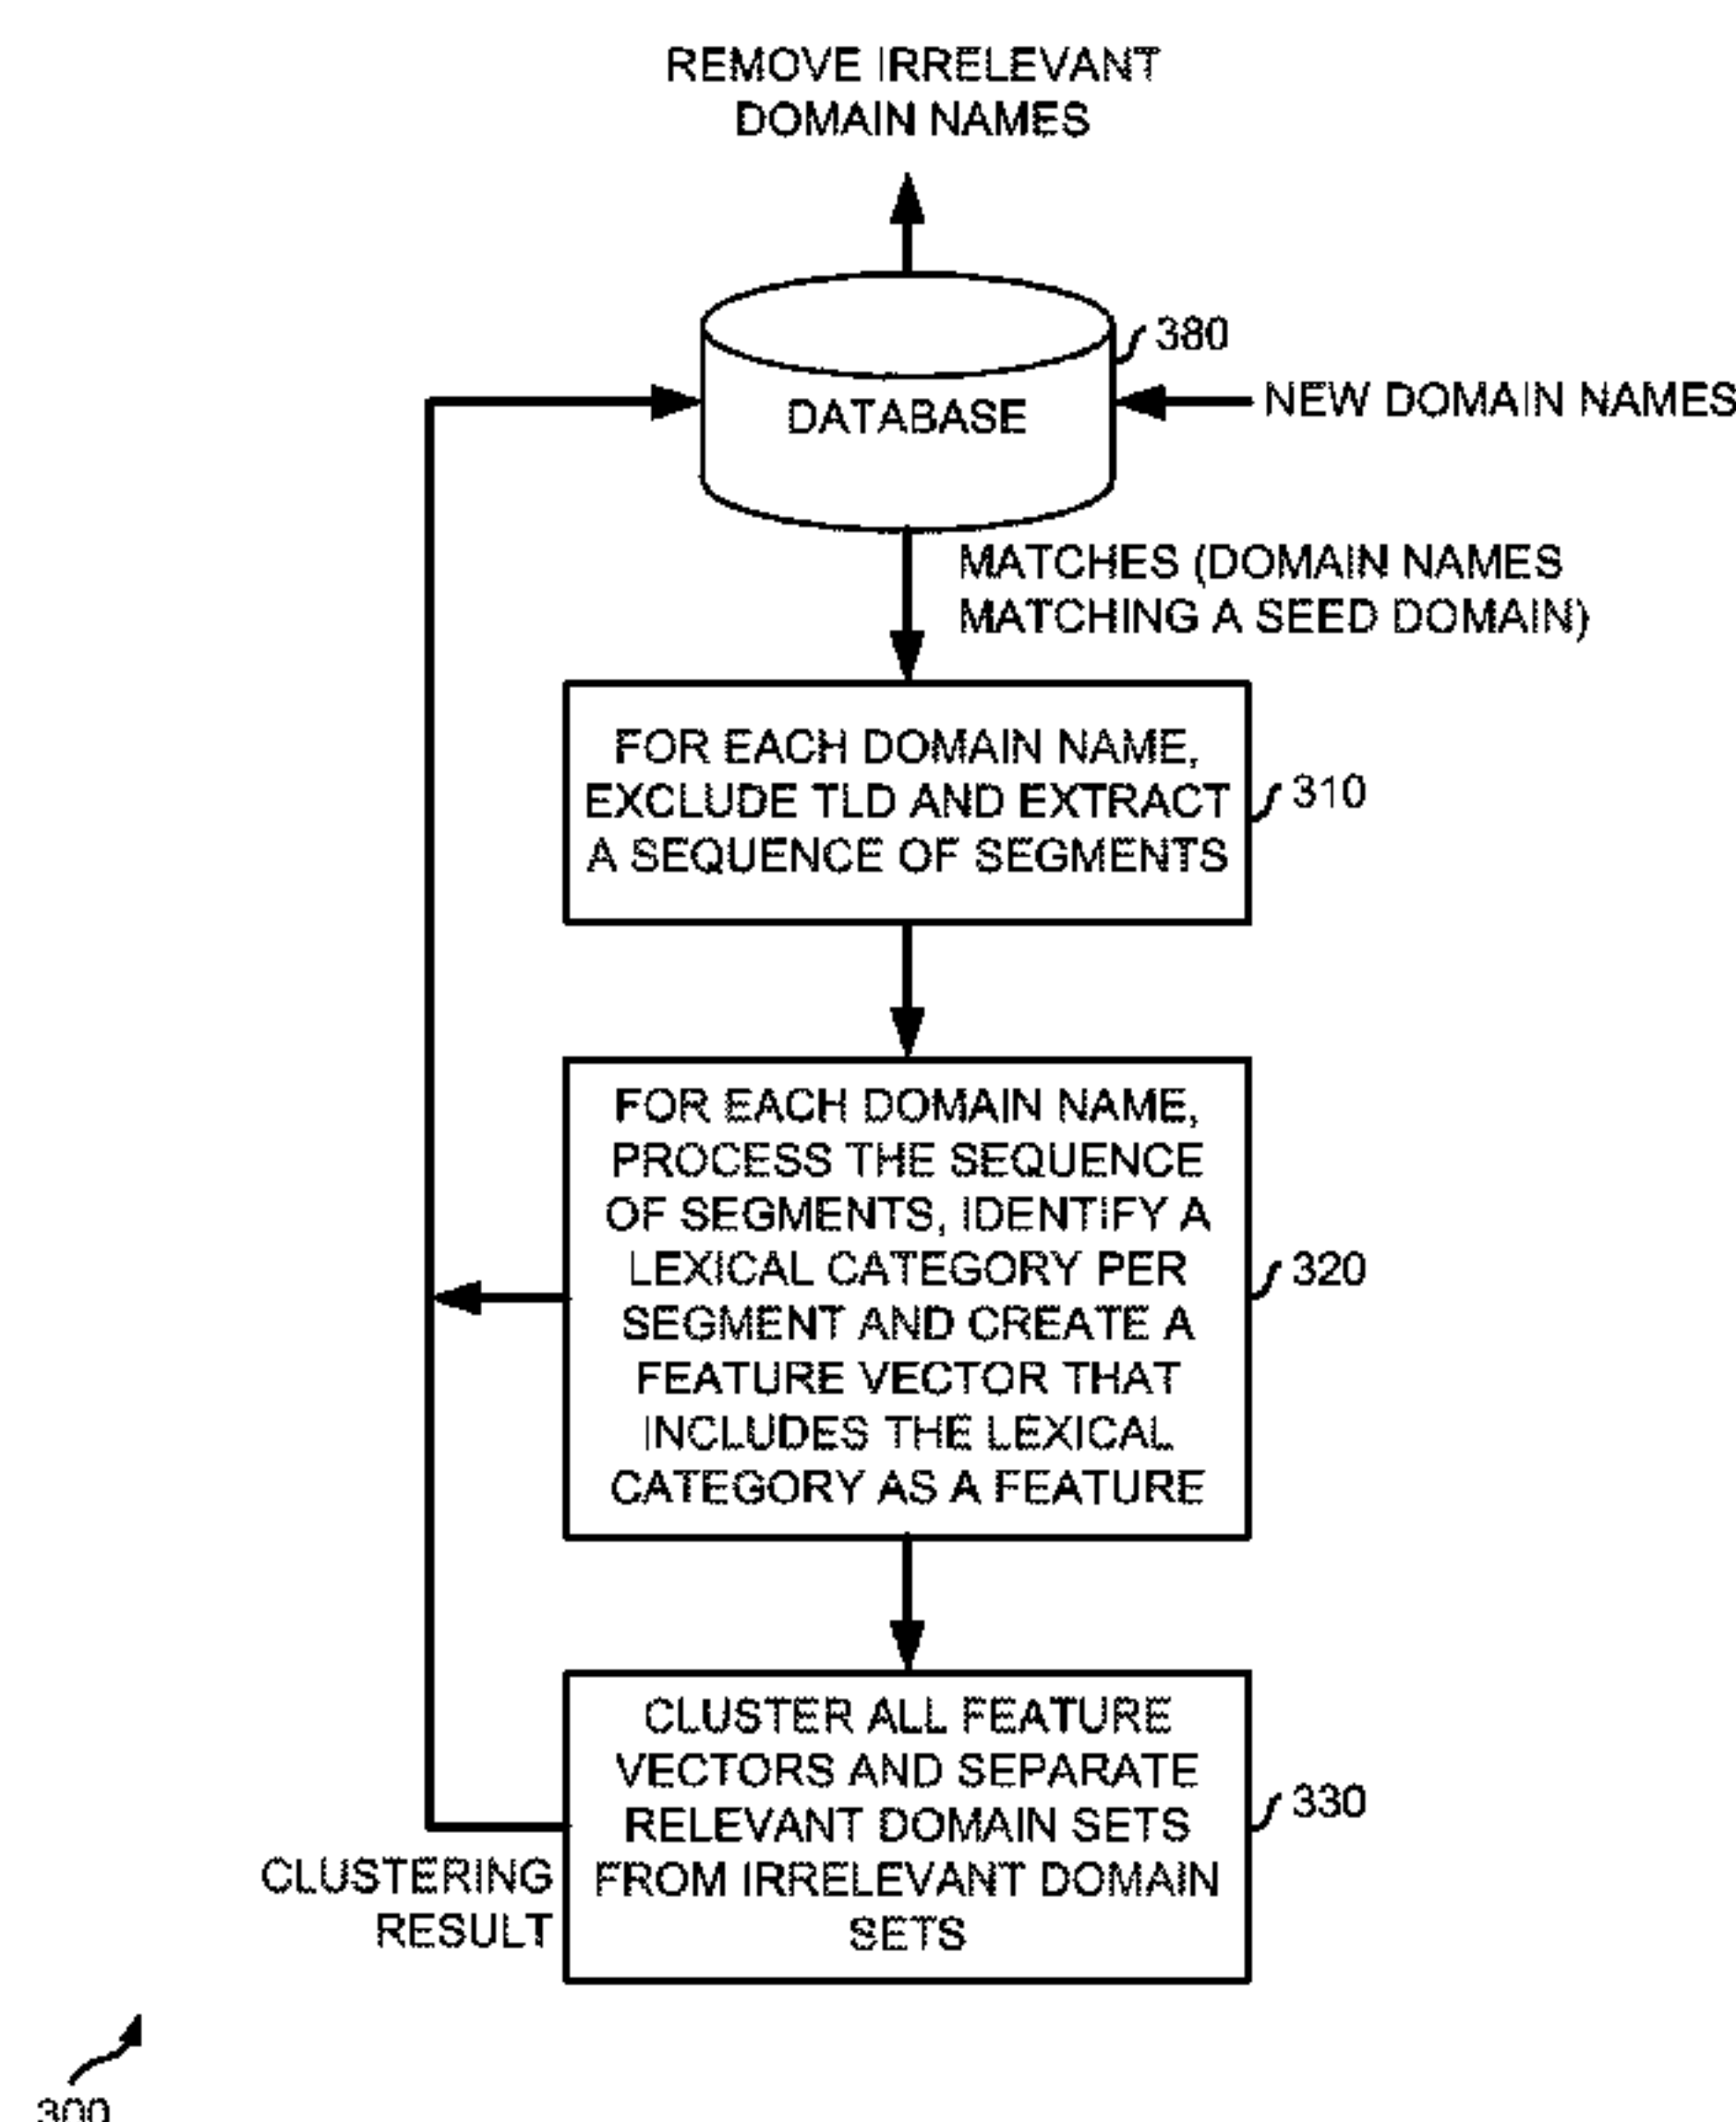 REMOVE IRRELEVANT
DOMAIN NAMES
380
DATABASE
NEW DOMAIN NAMES
MATCHES (DOMAIN NAMES
MATCHING A SEED DOMAIN)
FOR EACH DOMAIN NAME,
EXCLUDE TLD AND EXTRACT
A SEQUENCE OF SEGMENTS
310
FOR EACH DOMAIN NAME,
PROCESS THE SEQUENCE
OF SEGMENTS, IDENTIFY A
LEXICAL CATEGORY PER
SEGMENT AND CREATE A
FEATURE VECTOR THAT
INCLUDES THE LEXICAL
CATEGORY AS A FEATURE
320
CLUSTER ALL FEATURE
VECTORS AND SEPARATE
RELEVANT DOMAIN SETS
FROM IRRELEVANT DOMAIN
SETS
330
CLUSTERING
RESULT
300